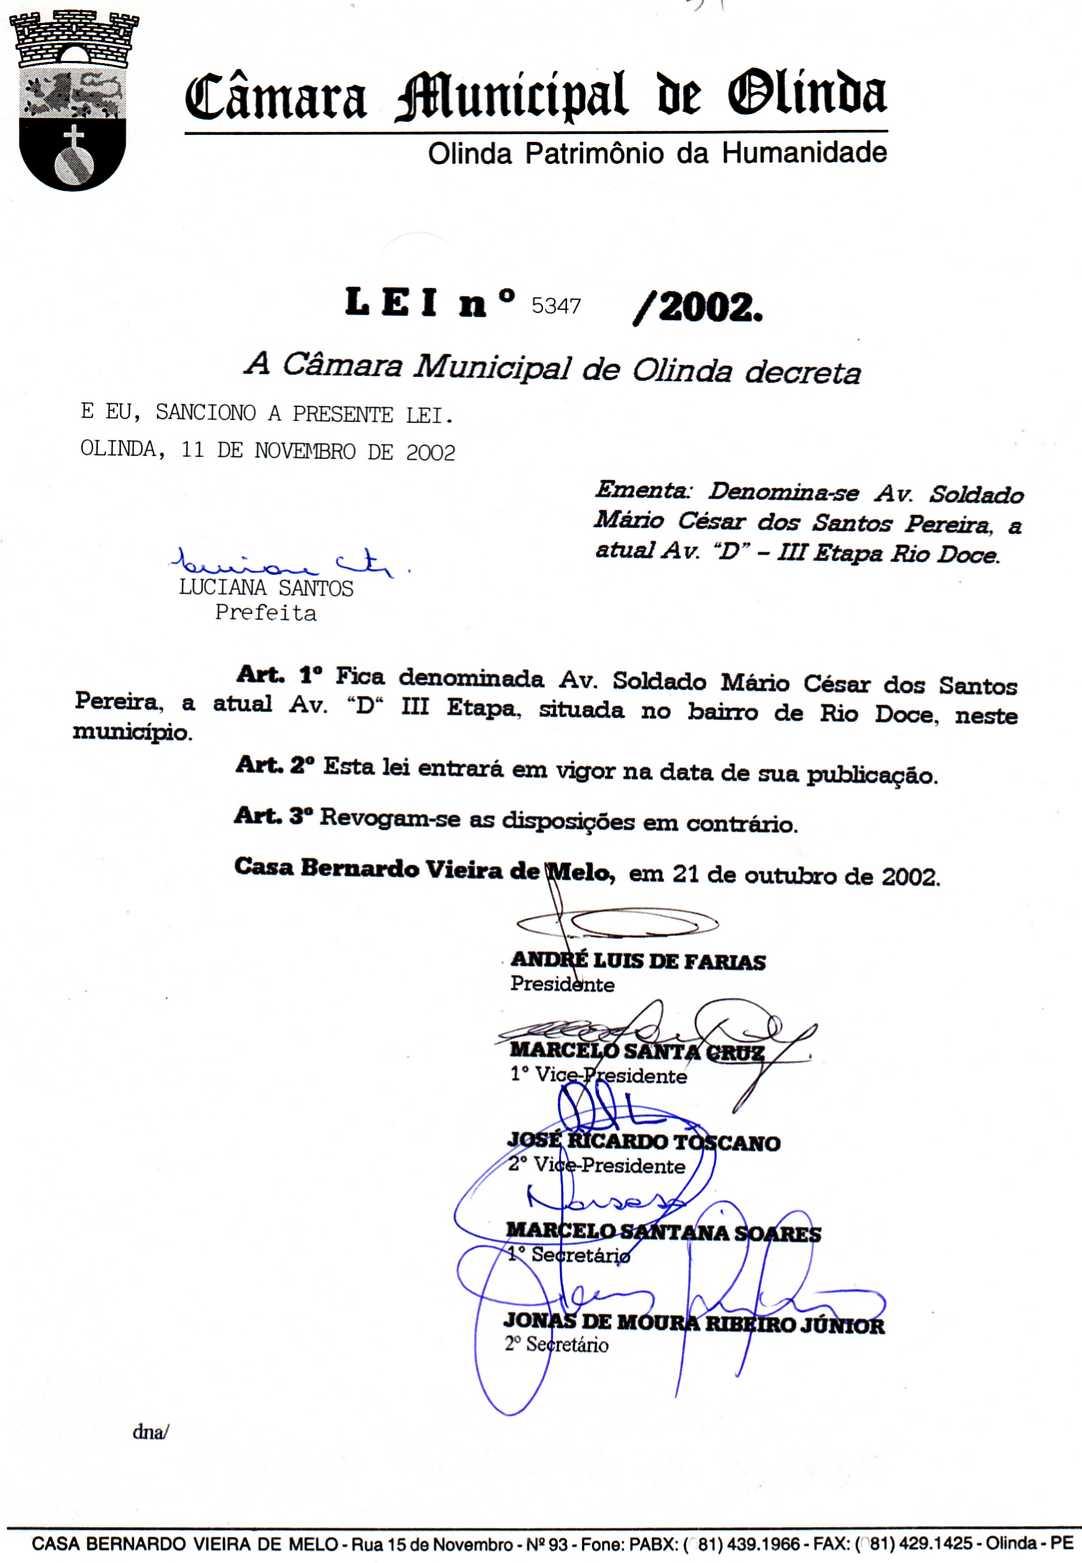 Câmara Municipal de Olinda
Olinda Patrimônio da Humanidade
LEI nº 5347 /2002.
A Câmara Municipal de Olinda decreta
E EU, SANCIONO A PRESENTE LEI.
OLINDA, 11 DE NOVEMBRO DE 2002
Ementa: Denomina-se Av. Soldado
Mário César dos Santos Pereira, a
atual Av. "D" – III Etapa Rio Doce.
LUCIANA SANTOS
Prefeita
Art. 1º Fica denominada Av. Soldado Mário César dos Santos
Pereira, a atual Av. "D" III Etapa, situada no bairro de Rio Doce, neste
município.
Art. 2º Esta lei entrará em vigor na data de sua publicação.
Art. 3º Revogam-se as disposições em contrário.
Casa Bernardo Vieira de Melo, em 21 de outubro de 2002.
ANDRÉ LUIS DE FARIAS
Presidente
MARCELO SANTA CRUZ
1º Vice-Presidente
JOSÉ RICARDO TOSCANO
2º Vice-Presidente
MARCELO SANTANA SOARES
1º Secretário
JONAS DE MOURA RIBEIRO JÚNIOR
2º Secretário
dna/
CASA BERNARDO VIEIRA DE MELO - Rua 15 de Novembro - Nº 93 - Fone: PABX: ( 81) 439.1966 - FAX: ( 81) 429.1425 - Olinda - PE